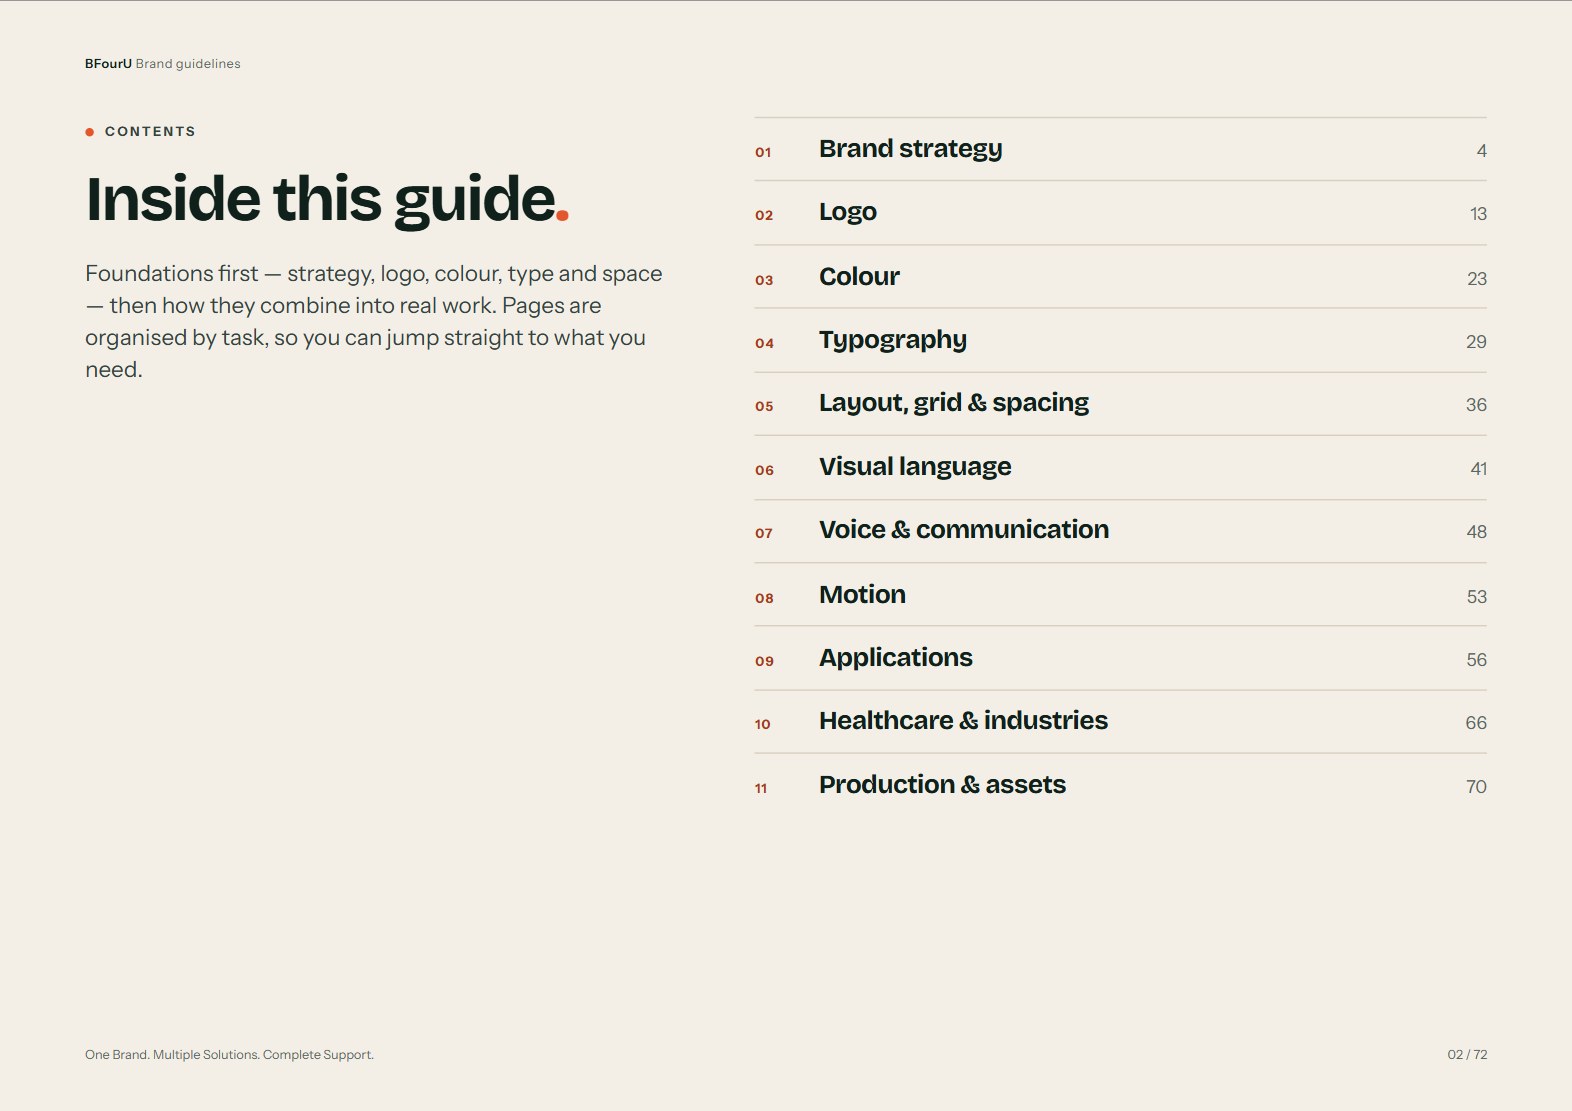 BFourU Brand guidelines
CONTENTS
Inside this guide.
Foundations first — strategy, logo, colour, type and space
— then how they combine into real work. Pages are
organised by task, so you can jump straight to what you
need.
01 Brand strategy 4
02 Logo 13
03 Colour 23
04 Typography 29
05 Layout, grid & spacing 36
06 Visual language 41
07 Voice & communication 48
08 Motion 53
09 Applications 56
10 Healthcare & industries 66
11 Production & assets 70
One Brand. Multiple Solutions. Complete Support.
02 / 72